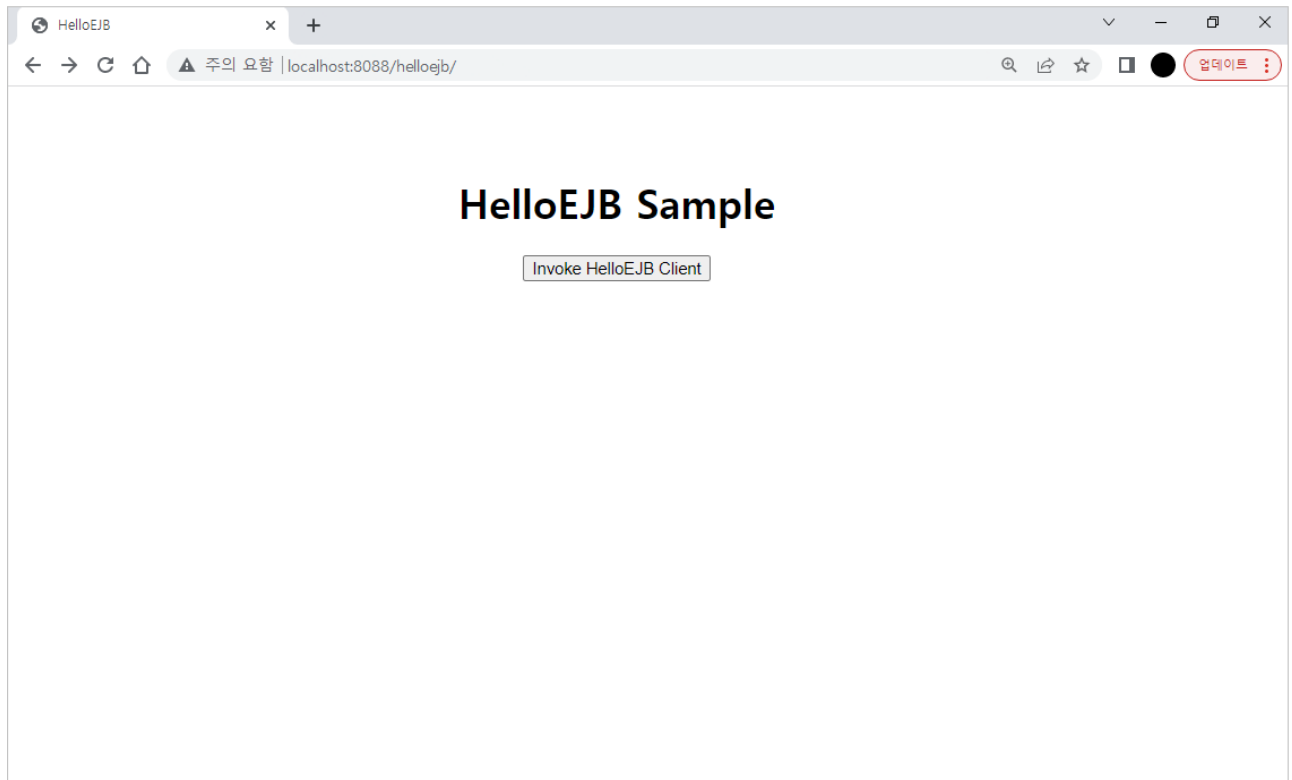 HelloEJB
주의 요함 | localhost:8088/helloejb/
업데이트
HelloEJB Sample
Invoke HelloEJB Client